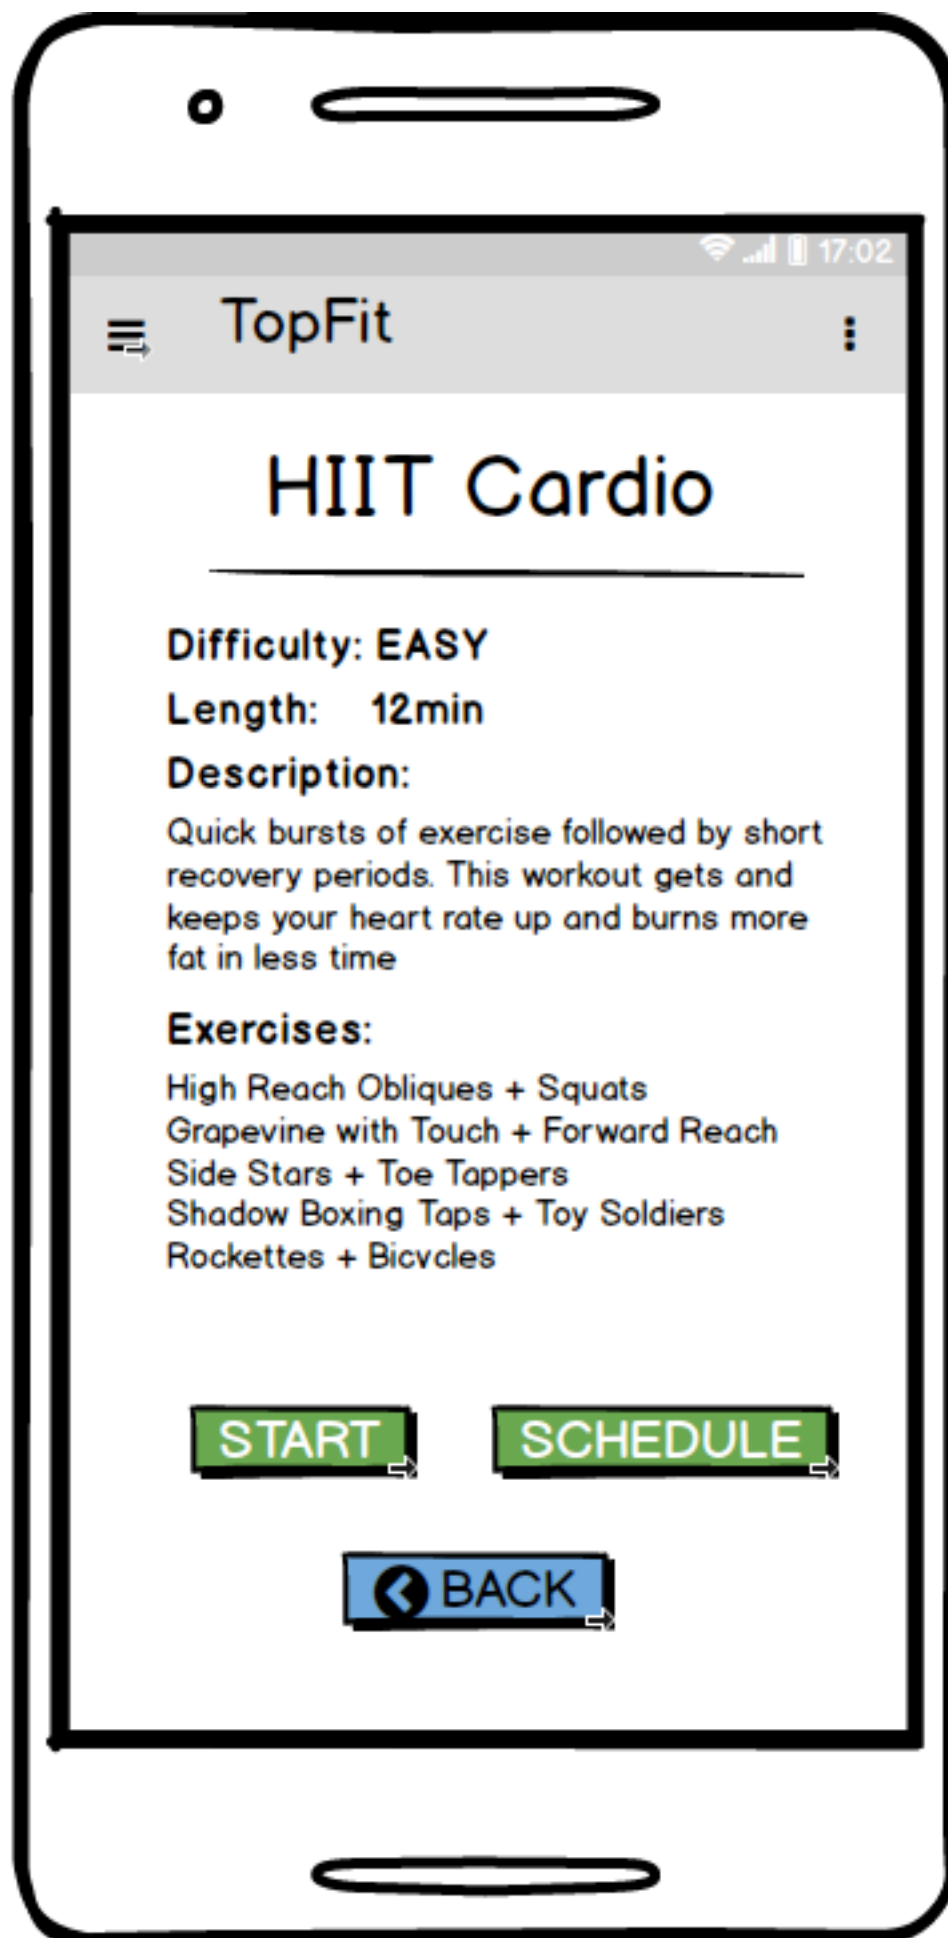 17:02
TopFit
HIIT Cardio
Difficulty: EASY
Length: 12min
Description:
Quick bursts of exercise followed by short
recovery periods. This workout gets and
keeps your heart rate up and burns more
fat in less time
Exercises:
High Reach Obliques + Squats
Grapevine with Touch + Forward Reach
Side Stars + Toe Tappers
Shadow Boxing Taps + Toy Soldiers
Rockettes + Bicycles
START
SCHEDULE
BACK